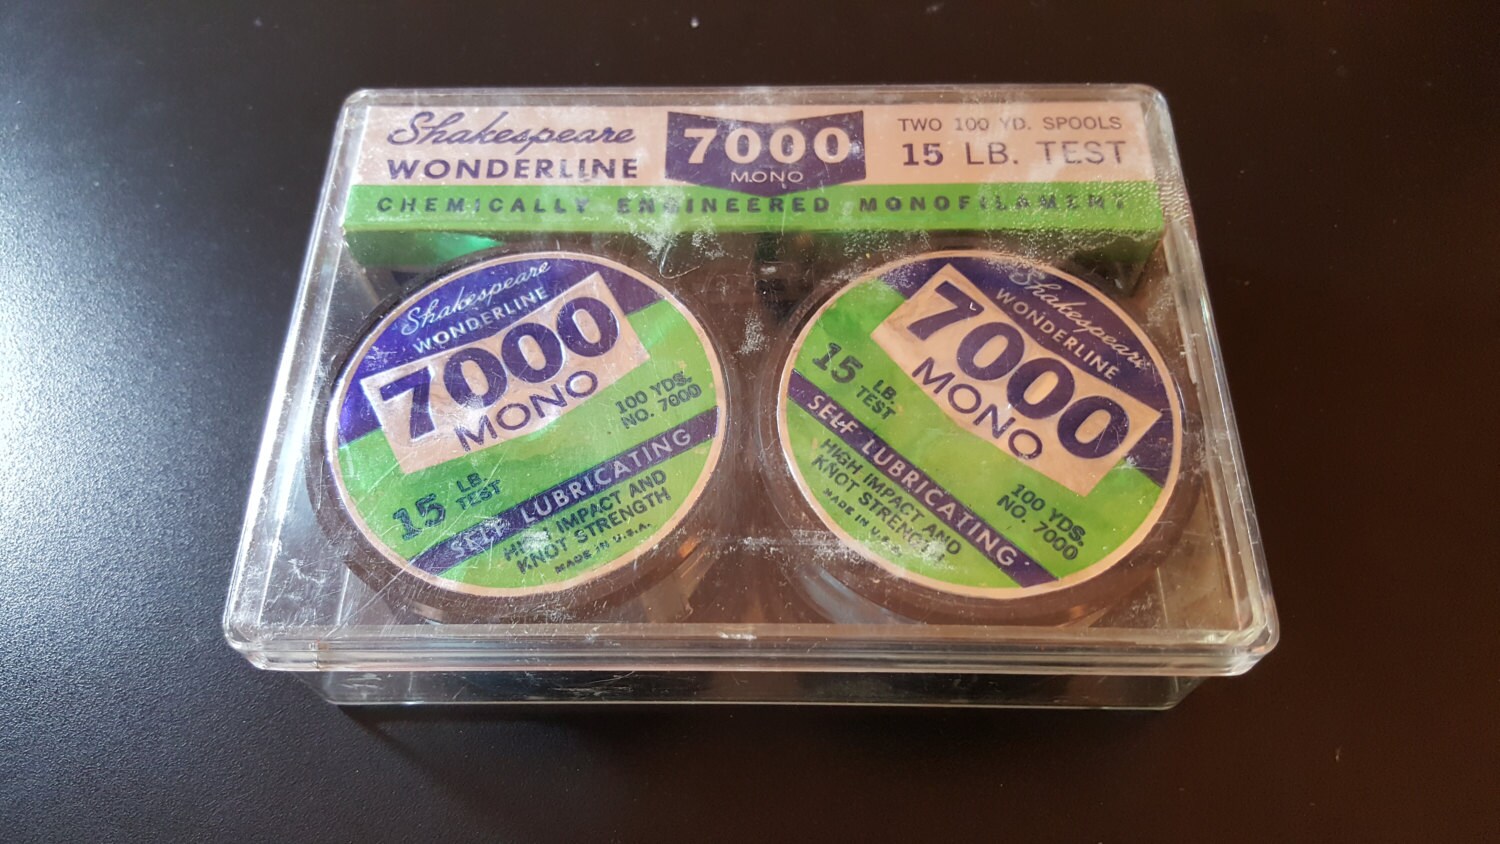 Shakespeare
WONDERLINE
7000
MONO
TWO 100 YD. SPOOLS
15 LB. TEST
CHEMICALLY ENGINEERED MONOFILAMENT
Shakespeare
WONDERLINE
7000
MONO
100 YDS.
NO. 7000
15 LB. TEST
SELF LUBRICATING
HIGH IMPACT AND
KNOT STRENGTH
MADE IN U.S.A.
Shakespeare
WONDERLINE
7000
MONO
15 LB. TEST
100 YDS.
NO. 7000
SELF LUBRICATING
HIGH IMPACT AND
KNOT STRENGTH
MADE IN U.S.A.